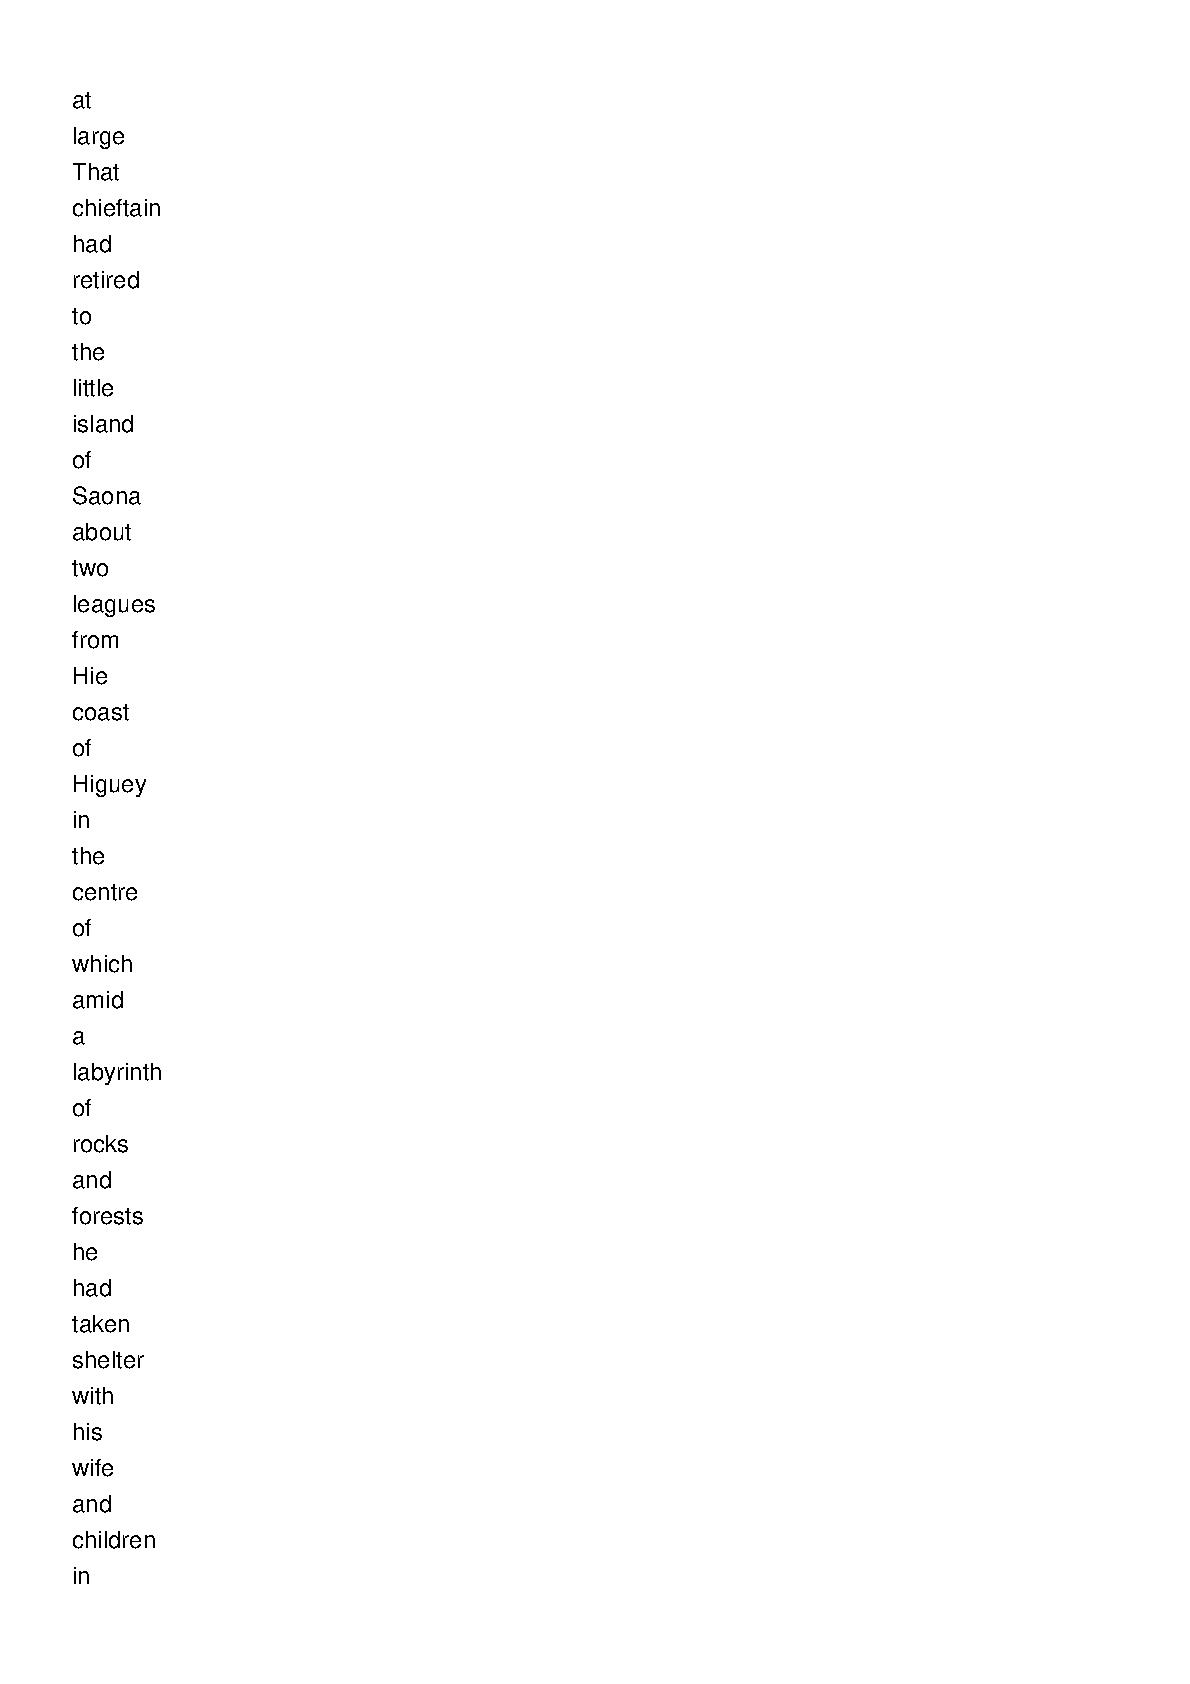 at
large
That
chieftain
had
retired
to
the
little
island
of
Saona
about
two
leagues
from
Hie
coast
of
Higuey
in
the
centre
of
which
amid
a
labyrinth
of
rocks
and
forests
he
had
taken
shelter
with
his
wife
and
children
in